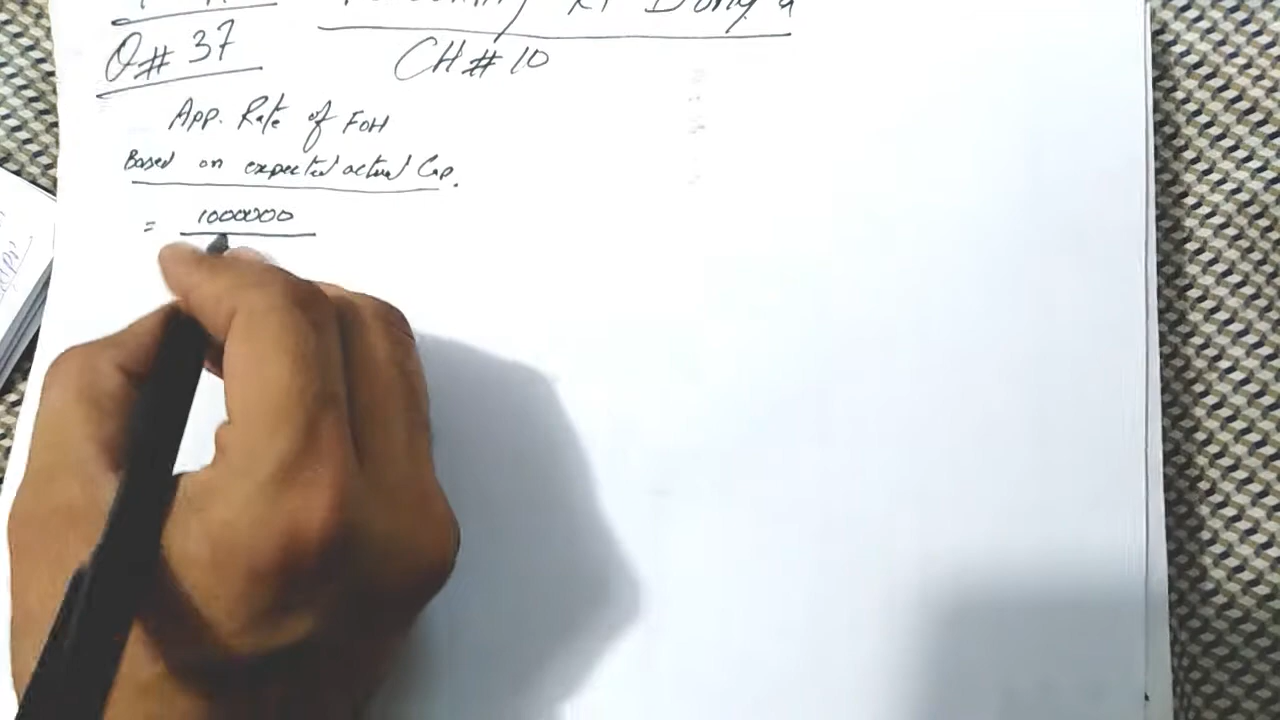 Q# 37
CH# 10
App. Rate of FOH
Based on expected actual Cap.
= 1000000